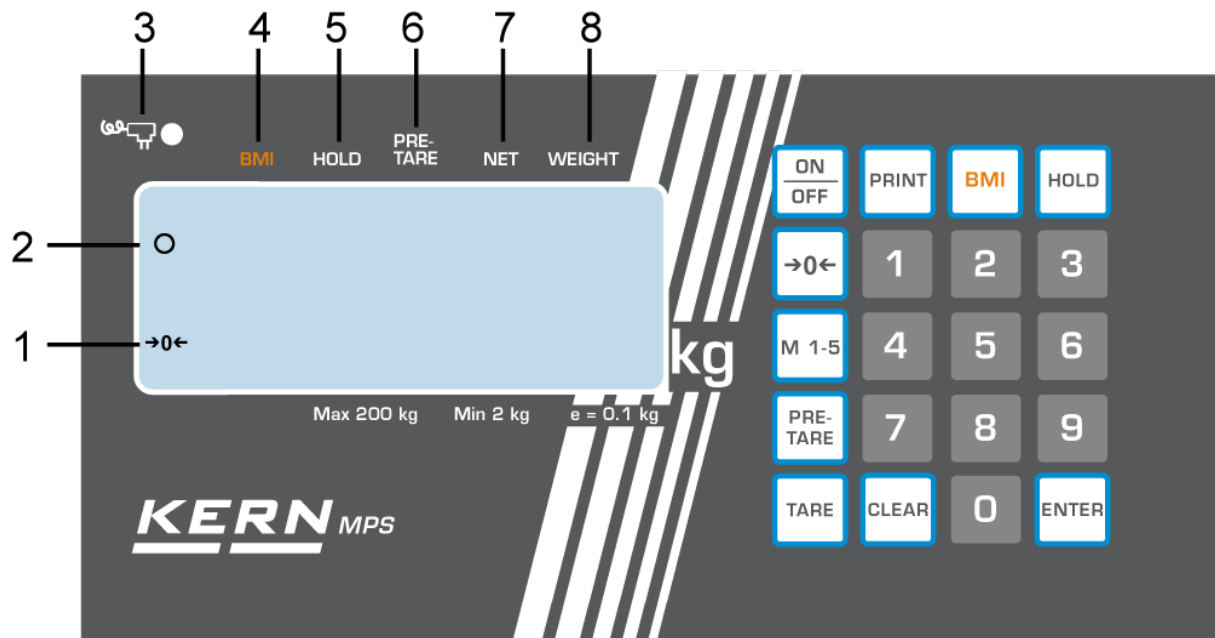 3 4 5 6 7 8
BMI HOLD PRE-TARE NET WEIGHT
2
1 →0←
kg
Max 200 kg Min 2 kg e = 0.1 kg
KERN MPS
ON OFF PRINT BMI HOLD
→0← 1 2 3
M 1-5 4 5 6
PRE-TARE 7 8 9
TARE CLEAR 0 ENTER